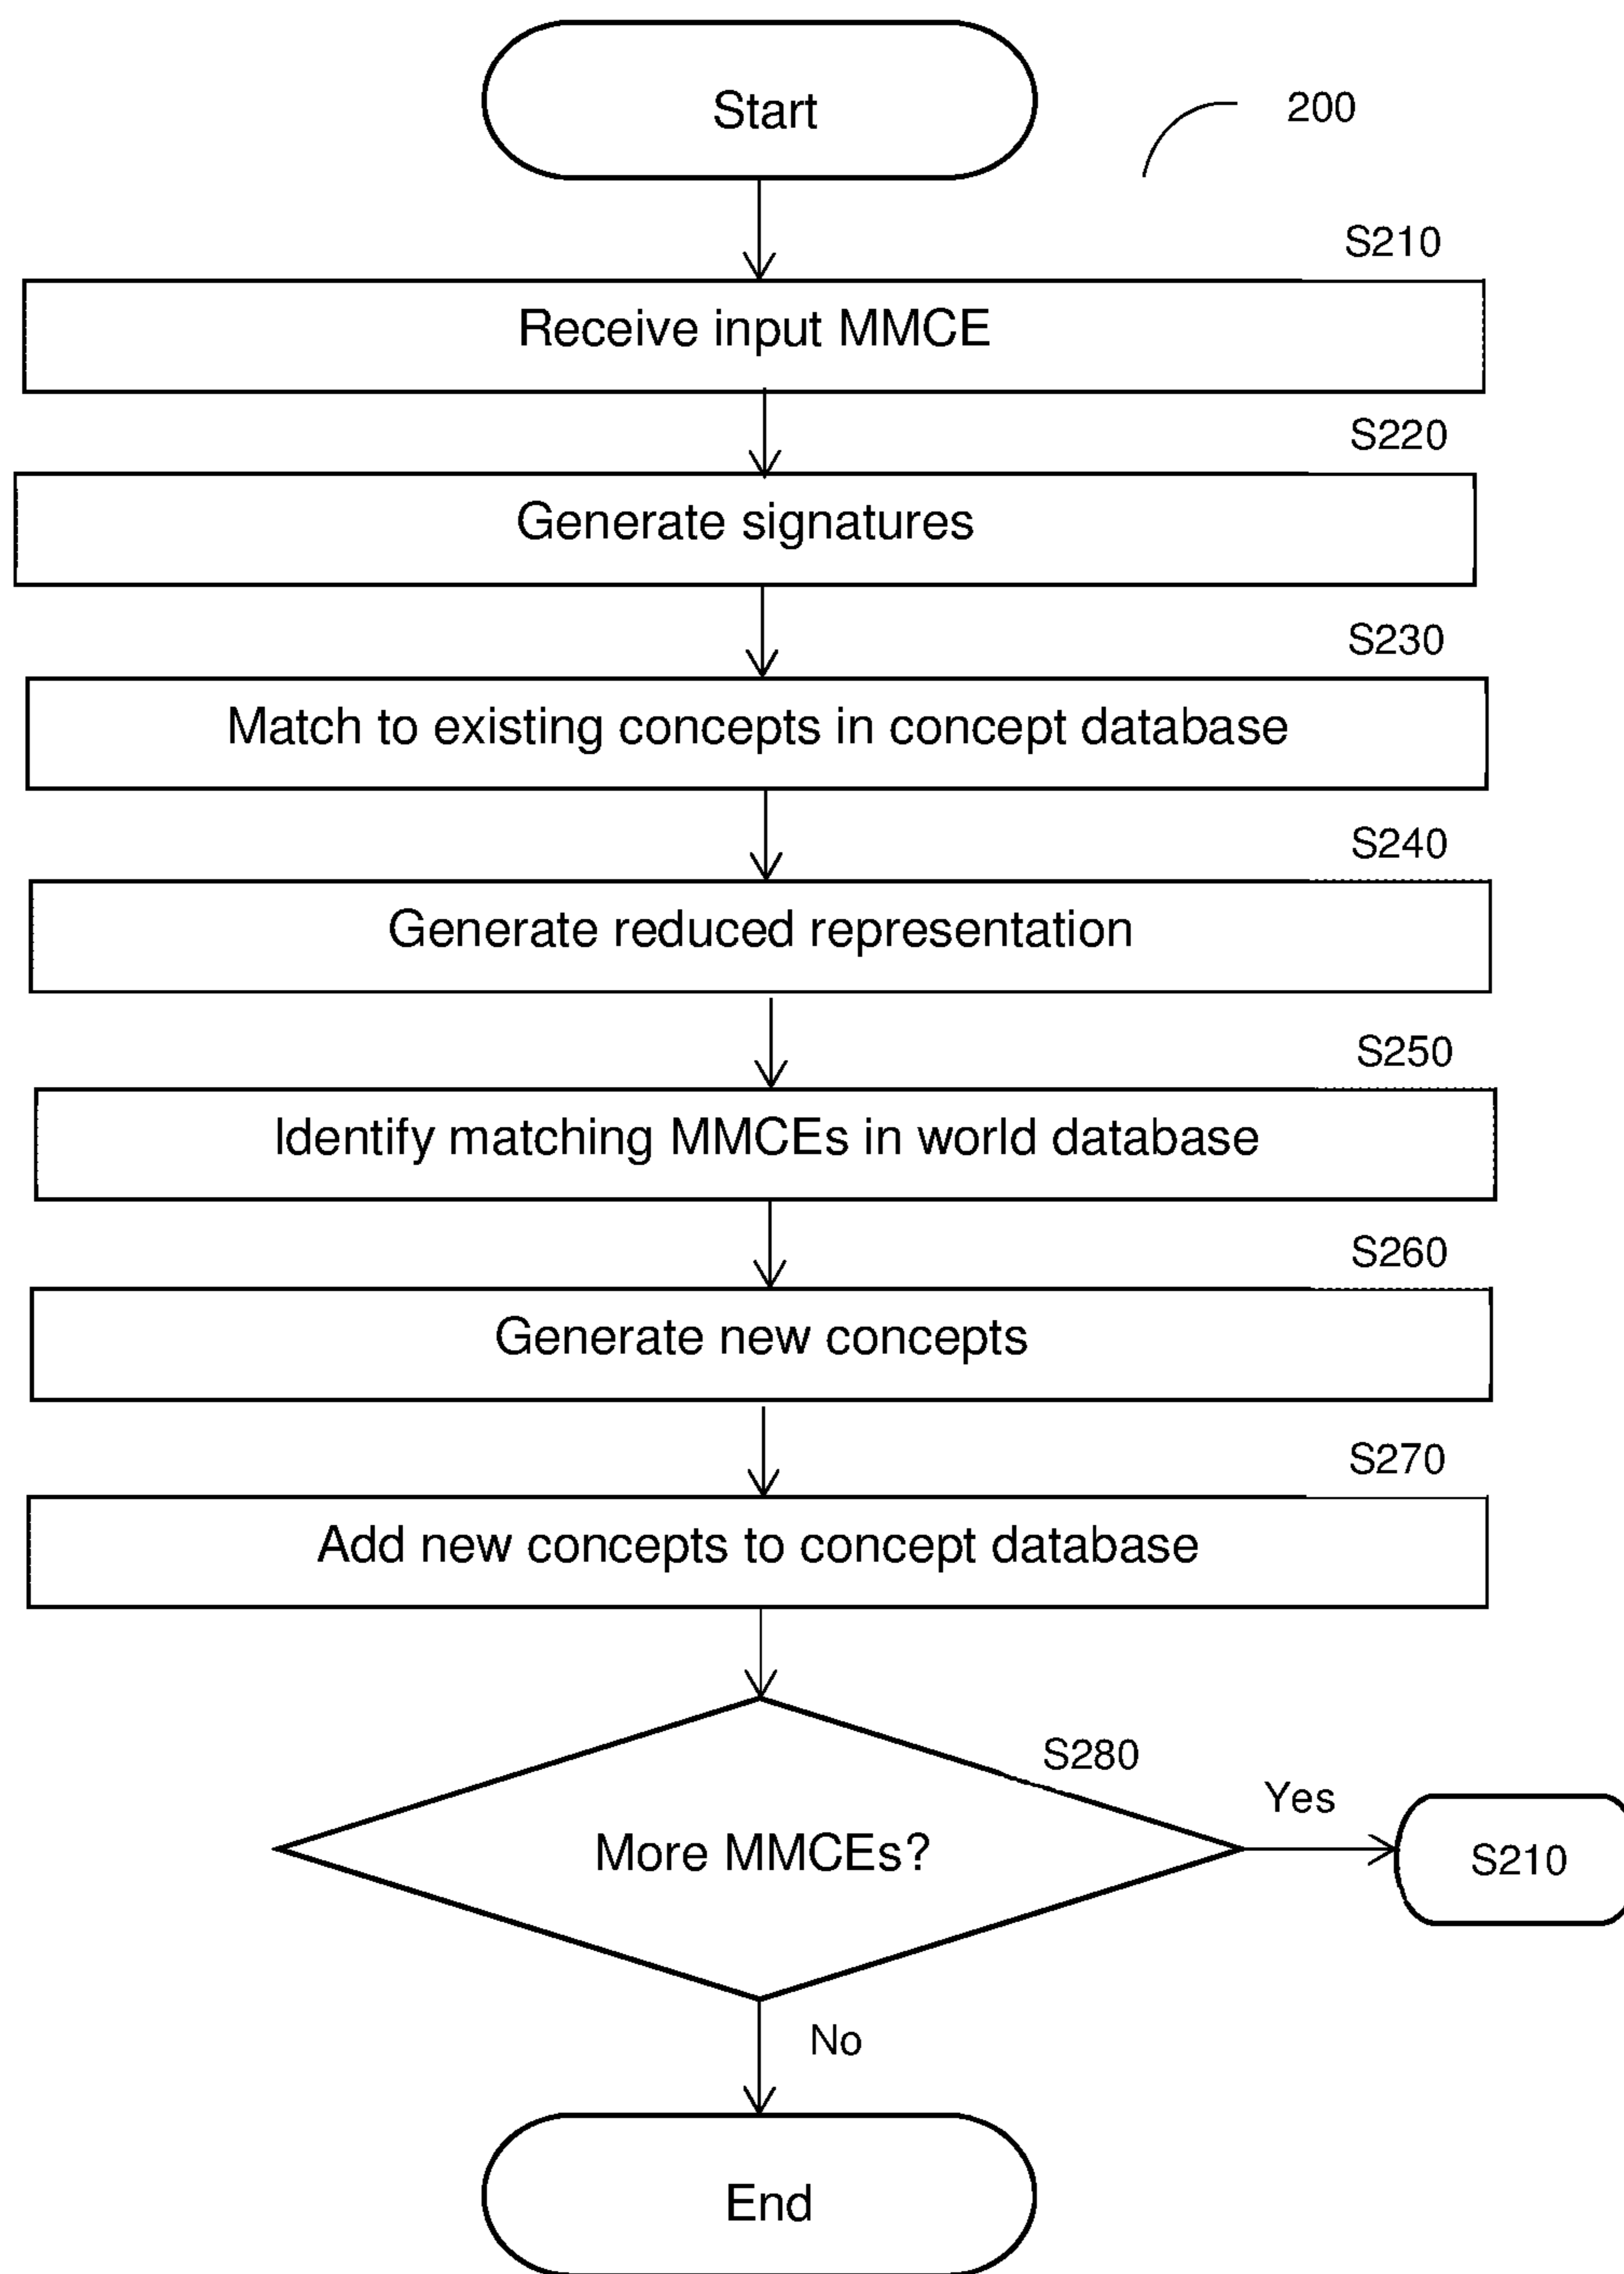 Start
200
S210
Receive input MMCE
S220
Generate signatures
S230
Match to existing concepts in concept database
S240
Generate reduced representation
S250
Identify matching MMCEs in world database
S260
Generate new concepts
S270
Add new concepts to concept database
S280
Yes
More MMCEs?
S210
No
End